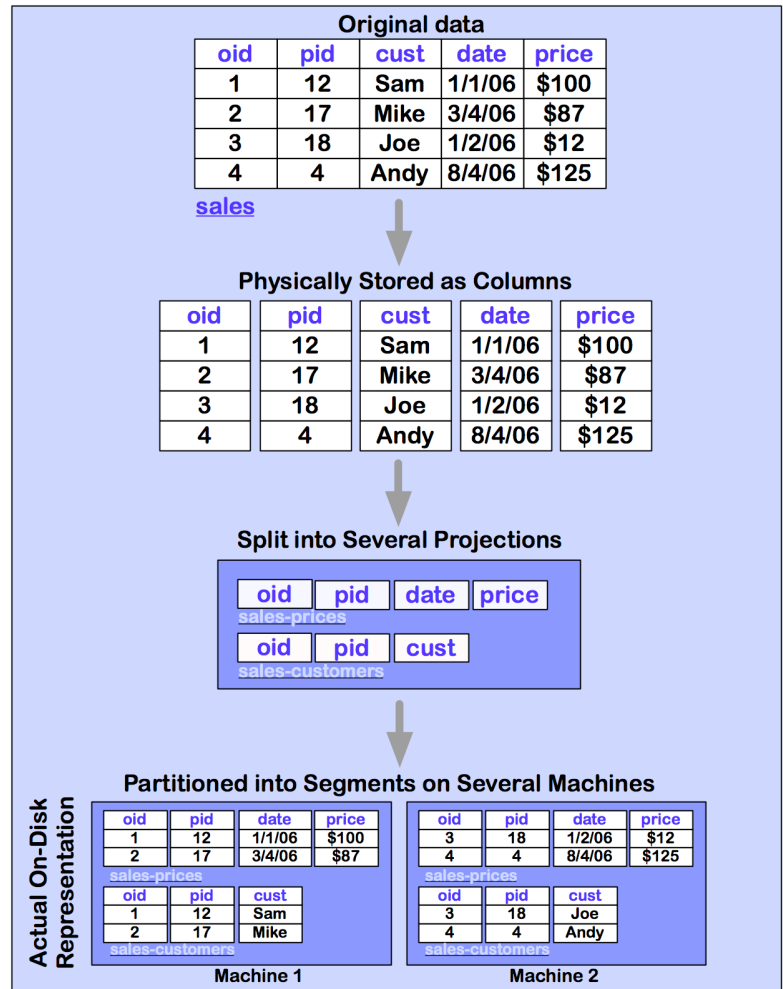 Original data
oid pid cust date price
1 12 Sam 1/1/06 $100
2 17 Mike 3/4/06 $87
3 18 Joe 1/2/06 $12
4 4 Andy 8/4/06 $125
sales
Physically Stored as Columns
oid pid cust date price
1 12 Sam 1/1/06 $100
2 17 Mike 3/4/06 $87
3 18 Joe 1/2/06 $12
4 4 Andy 8/4/06 $125
Split into Several Projections
oid pid date price
sales-prices
oid pid cust
sales-customers
Partitioned into Segments on Several Machines
Actual On-Disk
Representation
oid pid date price
1 12 1/1/06 $100
2 17 3/4/06 $87
sales-prices
oid pid cust
1 12 Sam
2 17 Mike
sales-customers
Machine 1
oid pid date price
3 18 1/2/06 $12
4 4 8/4/06 $125
sales-prices
oid pid cust
3 18 Joe
4 4 Andy
sales-customers
Machine 2